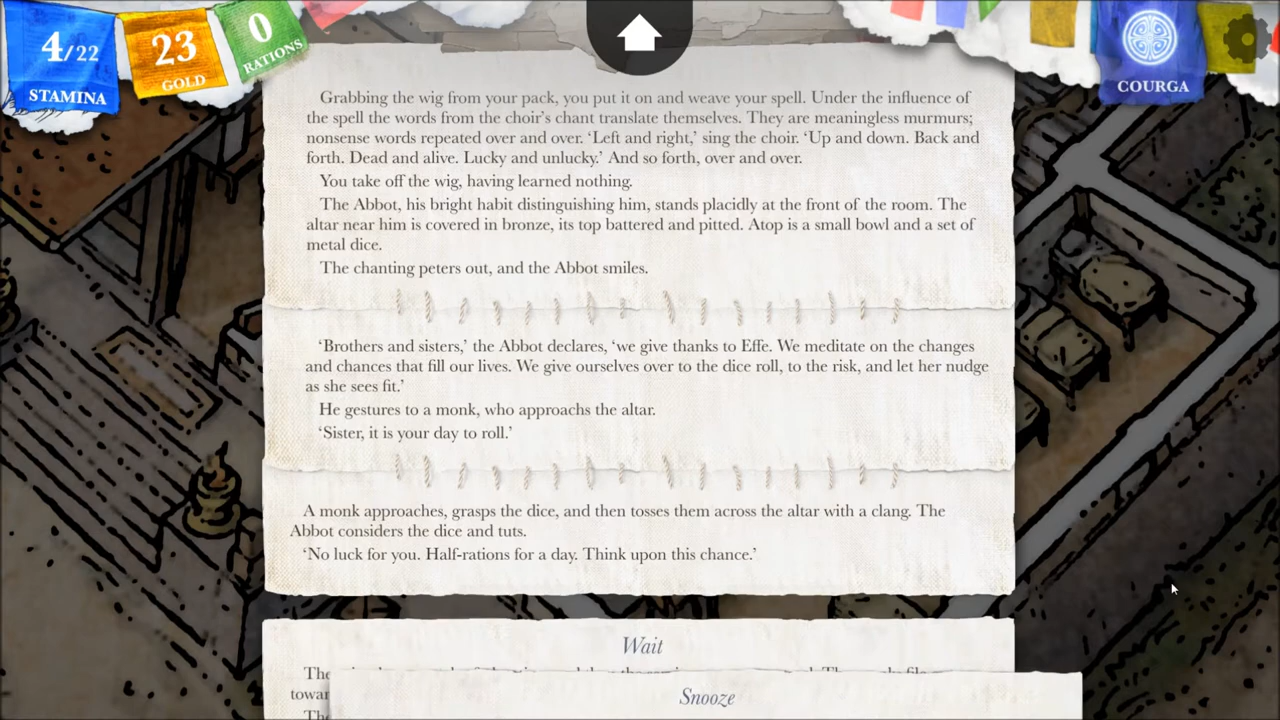 4/22
STAMINA
23
GOLD
0
RATIONS
COURGA
Grabbing the wig from your pack, you put it on and weave your spell. Under the influence of
the spell the words from the choir's chant translate themselves. They are meaningless murmurs;
nonsense words repeated over and over. ‘Left and right,’ sing the choir. ‘Up and down. Back and
forth. Dead and alive. Lucky and unlucky.’ And so forth, over and over.
You take off the wig, having learned nothing.
The Abbot, his bright habit distinguishing him, stands placidly at the front of the room. The
altar near him is covered in bronze, its top battered and pitted. Atop is a small bowl and a set of
metal dice.
The chanting peters out, and the Abbot smiles.
‘Brothers and sisters,’ the Abbot declares, ‘we give thanks to Effe. We meditate on the changes
and chances that fill our lives. We give ourselves over to the dice roll, to the risk, and let her nudge
as she sees fit.’
He gestures to a monk, who approachs the altar.
‘Sister, it is your day to roll.’
A monk approaches, grasps the dice, and then tosses them across the altar with a clang. The
Abbot considers the dice and tuts.
‘No luck for you. Half-rations for a day. Think upon this chance.’
Wait
Snooze